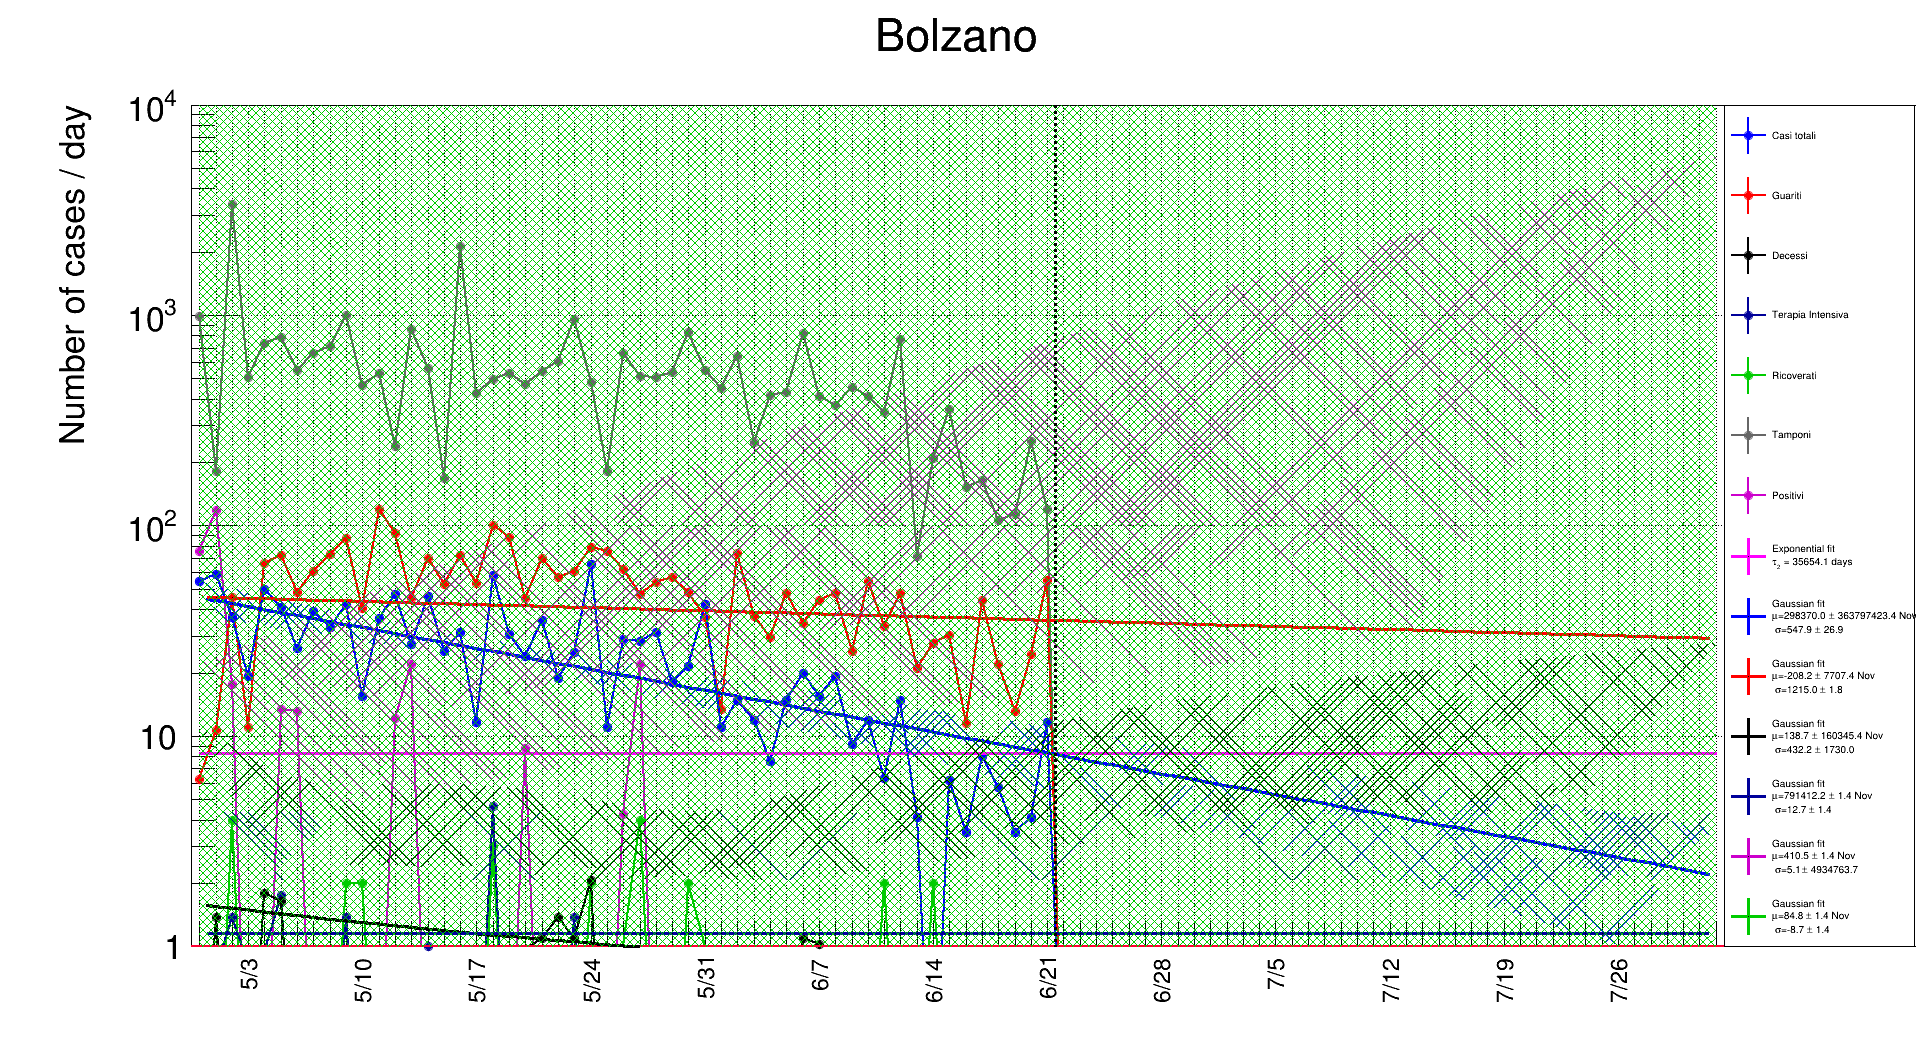 Bolzano
Number of cases / day
10⁴
10³
10²
10
1
5/3
5/10
5/17
5/24
5/31
6/7
6/14
6/21
6/28
7/5
7/12
7/19
7/26
Casi totali
Guariti
Decessi
Terapia Intensiva
Ricoverati
Tamponi
Positivi
Exponential fit
τ₂ = 35654.1 days
Gaussian fit
μ=298370.0 ± 363797423.4 Nov
σ=547.9 ± 26.9
Gaussian fit
μ=-208.2 ± 7707.4 Nov
σ=1215.0 ± 1.8
Gaussian fit
μ=138.7 ± 160345.4 Nov
σ=432.2 ± 1730.0
Gaussian fit
μ=791412.2 ± 1.4 Nov
σ=12.7 ± 1.4
Gaussian fit
μ=410.5 ± 1.4 Nov
σ=5.1 ± 4934763.7
Gaussian fit
μ=84.8 ± 1.4 Nov
σ=-8.7 ± 1.4